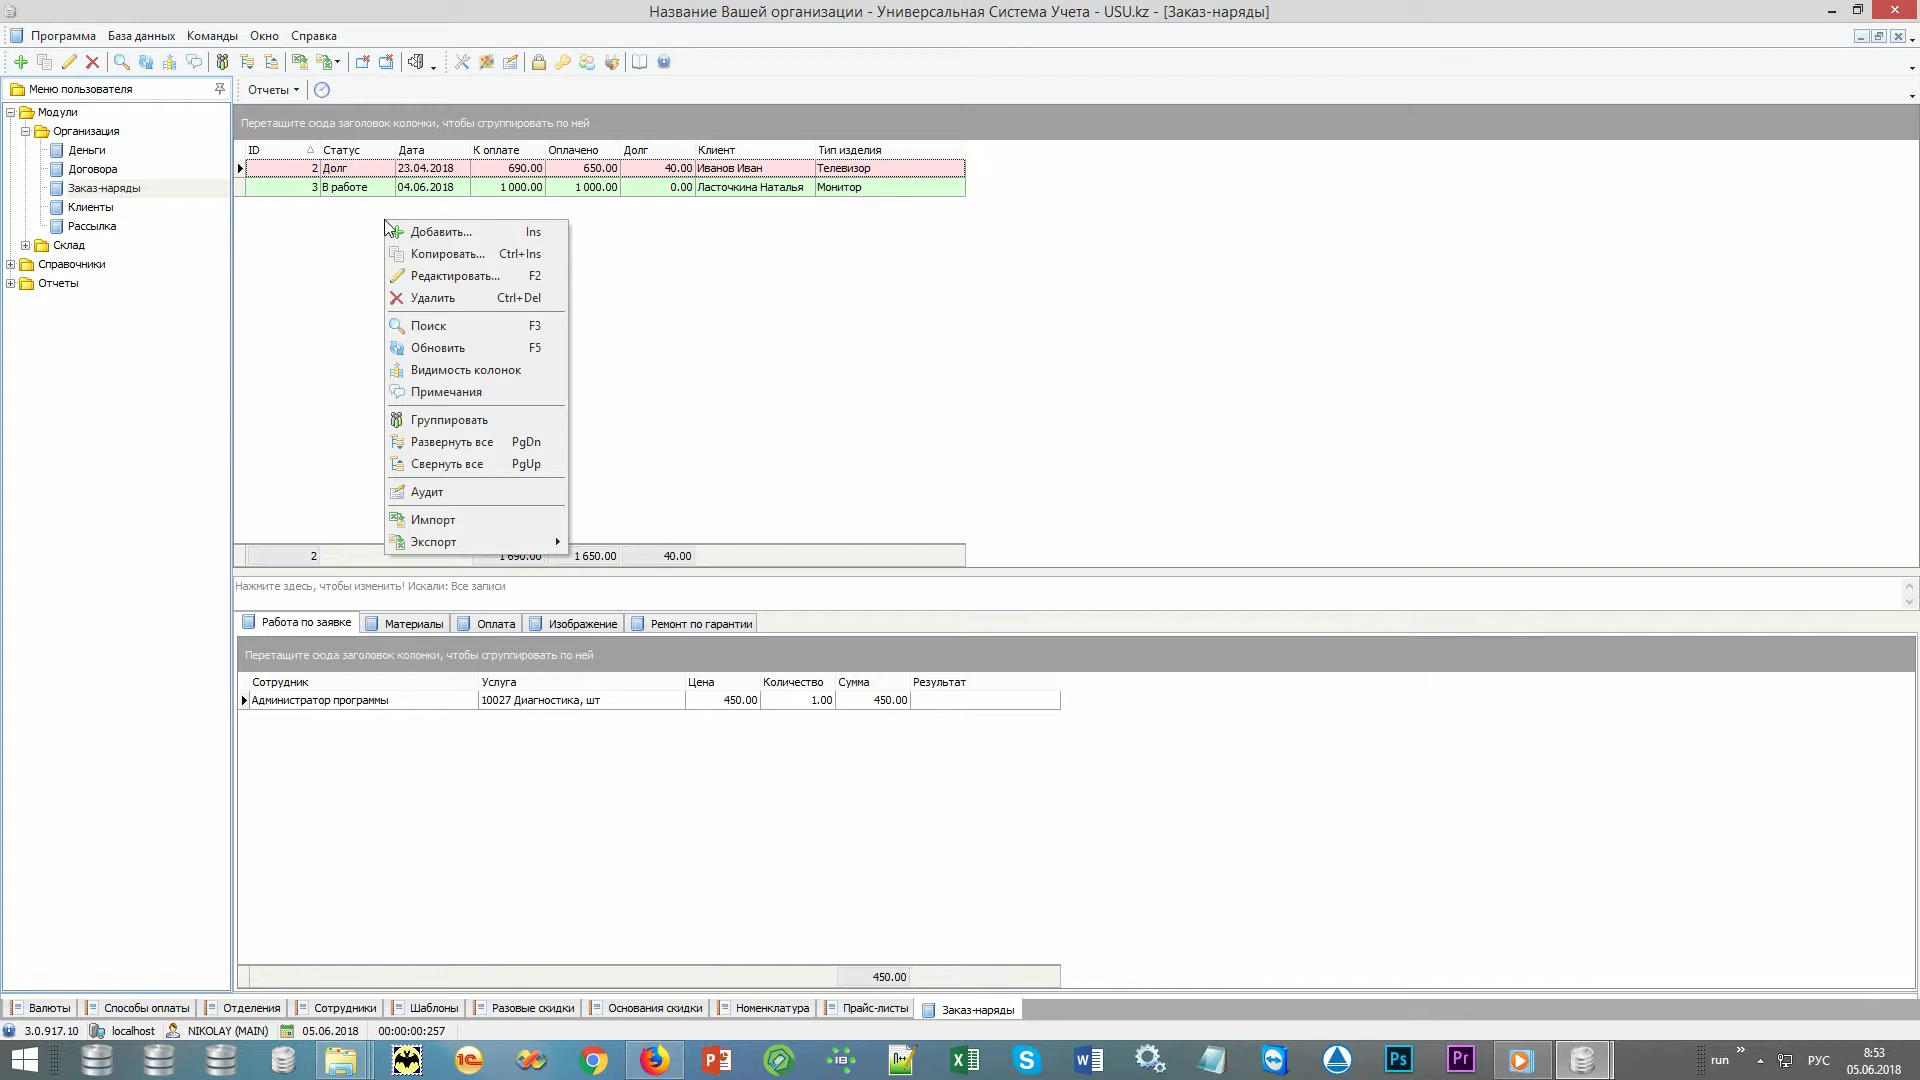 Название Вашей организации - Универсальная Система Учета - USU.kz - [Заказ-наряды]
Программа База данных Команды Окно Справка
Меню пользователя
Отчеты
Модули
Организация
Деньги
Договора
Заказ-наряды
Клиенты
Рассылка
Склад
Справочники
Отчеты
Перетащите сюда заголовок колонки, чтобы сгруппировать по ней
ID Статус Дата К оплате Оплачено Долг Клиент Тип изделия
2 Долг 23.04.2018 690.00 650.00 40.00 Иванов Иван Телевизор
3 В работе 04.06.2018 1 000.00 1 000.00 0.00 Ласточкина Наталья Монитор
Добавить... Ins
Копировать... Ctrl+Ins
Редактировать... F2
Удалить Ctrl+Del
Поиск F3
Обновить F5
Видимость колонок
Примечания
Группировать
Развернуть все PgDn
Свернуть все PgUp
Аудит
Импорт
Экспорт
2 1 690.00 1 650.00 40.00
Нажмите здесь, чтобы изменить! Искали: Все записи
Работа по заявке Материалы Оплата Изображение Ремонт по гарантии
Перетащите сюда заголовок колонки, чтобы сгруппировать по ней
Сотрудник Услуга Цена Количество Сумма Результат
Администратор программы 10027 Диагностика, шт 450.00 1.00 450.00
450.00
Валюты Способы оплаты Отделения Сотрудники Шаблоны Разовые скидки Основания скидки Номенклатура Прайс-листы Заказ-наряды
3.0.917.10 localhost NIKOLAY (MAIN) 05.06.2018 00:00:00:257
run РУС 8:53
05.06.2018